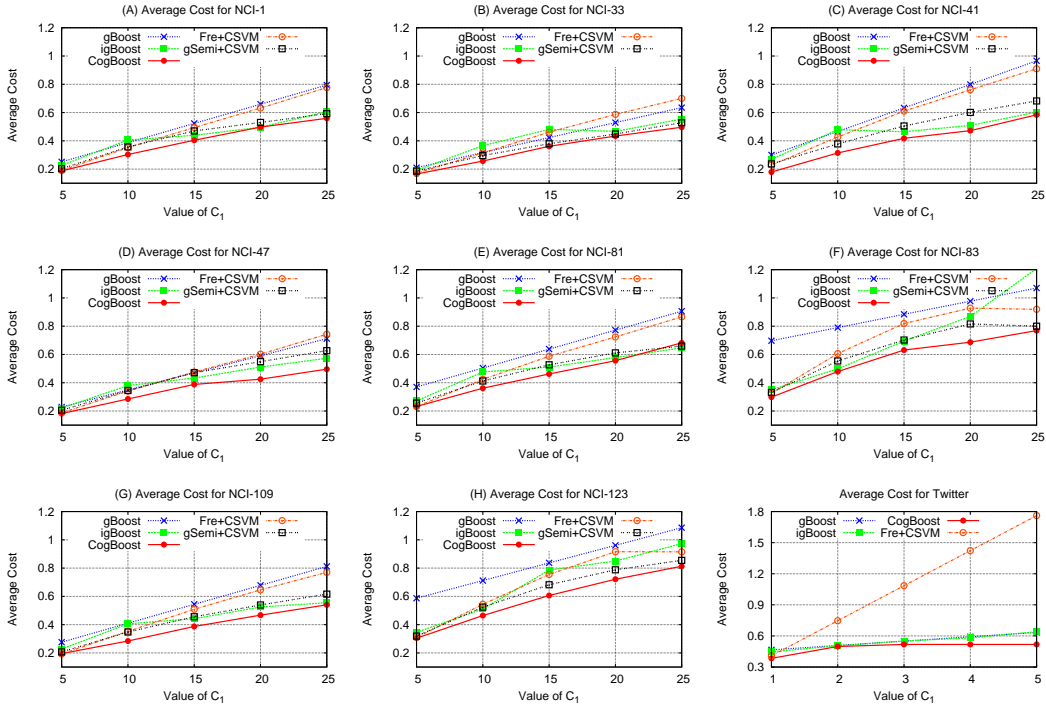 (A) Average Cost for NCI-1
1.2
1
0.8
0.6
0.4
0.2
Average Cost
gBoost
igBoost
CogBoost
Fre+CSVM
gSemi+CSVM
5 10 15 20 25
Value of C1
(B) Average Cost for NCI-33
1.2
1
0.8
0.6
0.4
0.2
Average Cost
gBoost
igBoost
CogBoost
Fre+CSVM
gSemi+CSVM
5 10 15 20 25
Value of C1
(C) Average Cost for NCI-41
1.2
1
0.8
0.6
0.4
0.2
Average Cost
gBoost
igBoost
CogBoost
Fre+CSVM
gSemi+CSVM
5 10 15 20 25
Value of C1
(D) Average Cost for NCI-47
1.2
1
0.8
0.6
0.4
0.2
Average Cost
gBoost
igBoost
CogBoost
Fre+CSVM
gSemi+CSVM
5 10 15 20 25
Value of C1
(E) Average Cost for NCI-81
1.2
1
0.8
0.6
0.4
0.2
Average Cost
gBoost
igBoost
CogBoost
Fre+CSVM
gSemi+CSVM
5 10 15 20 25
Value of C1
(F) Average Cost for NCI-83
1.2
1
0.8
0.6
0.4
0.2
Average Cost
gBoost
igBoost
CogBoost
Fre+CSVM
gSemi+CSVM
5 10 15 20 25
Value of C1
(G) Average Cost for NCI-109
1.2
1
0.8
0.6
0.4
0.2
Average Cost
gBoost
igBoost
CogBoost
Fre+CSVM
gSemi+CSVM
5 10 15 20 25
Value of C1
(H) Average Cost for NCI-123
1.2
1
0.8
0.6
0.4
0.2
Average Cost
gBoost
igBoost
CogBoost
Fre+CSVM
gSemi+CSVM
5 10 15 20 25
Value of C1
Average Cost for Twitter
1.8
1.5
1.2
0.9
0.6
0.3
Average Cost
gBoost
igBoost
CogBoost
Fre+CSVM
1 2 3 4 5
Value of C1